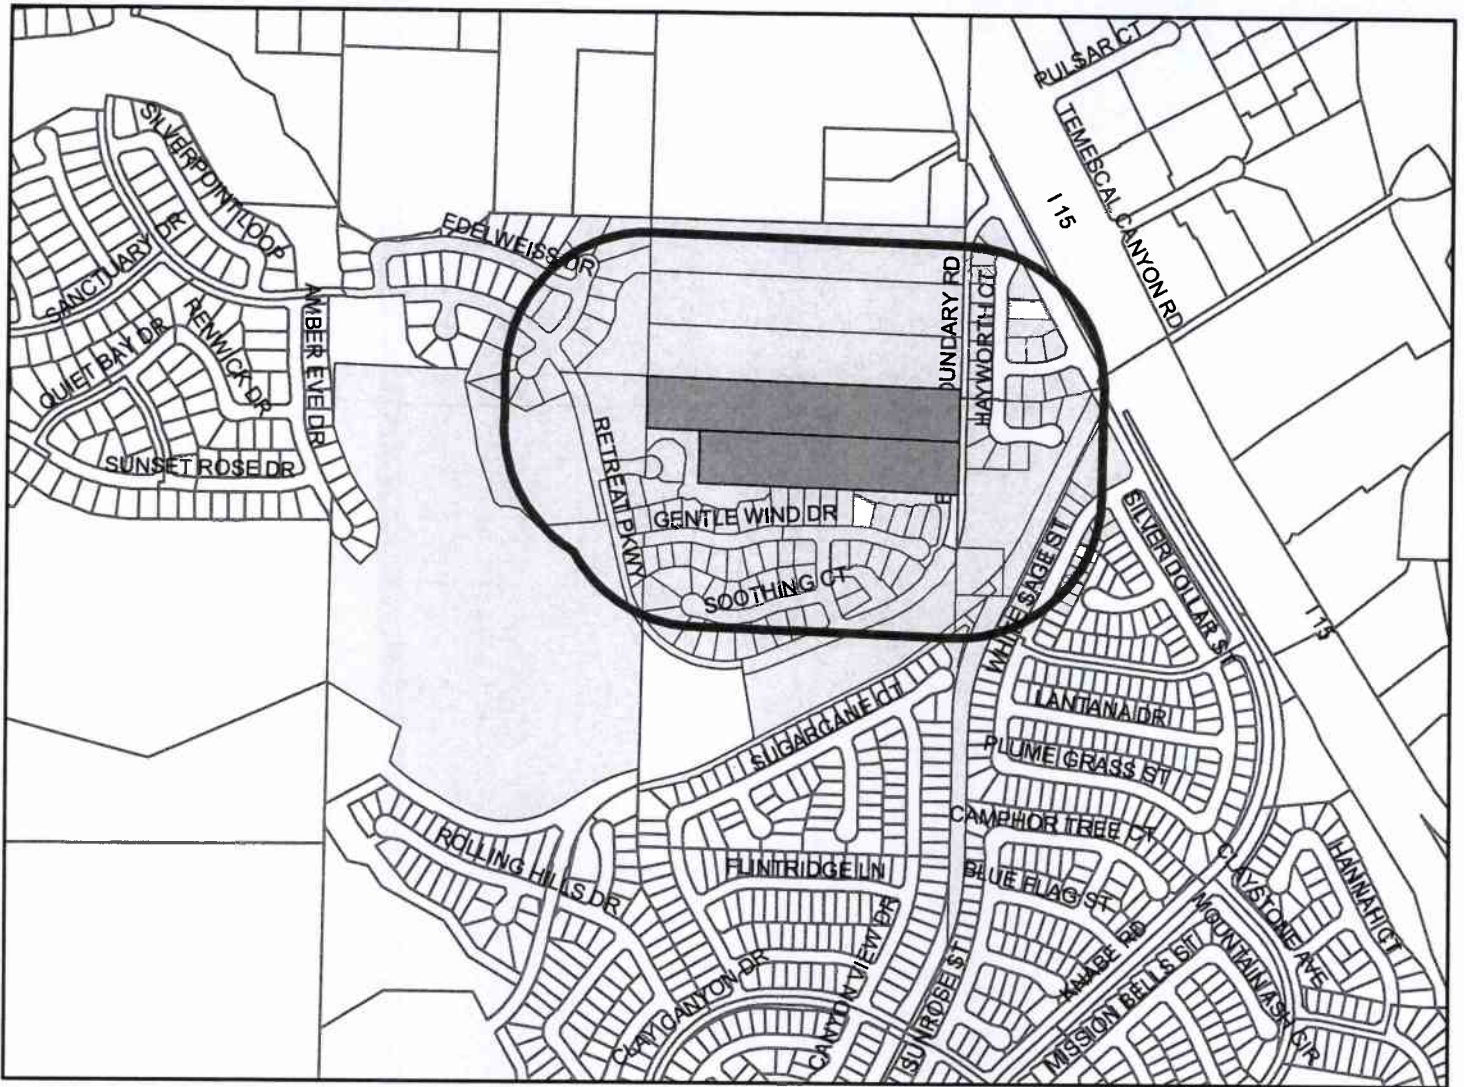 PULSAR CT
TEMESCAL CANYON RD
I 15
SILVERPOINT LOOP
EDELWEISS DR
SANCTUARY DR
RENWICK DR
AMBER EVE DR
QUIET BAY DR
SUNSET ROSE DR
HAYWORTH CT
RETREAT PKWY
GENTLE WIND DR
SOOTHING CT
WHITE SAGE ST
SILVER DOLLAR ST
I 15
SUGARCANE CT
LANTANA DR
PLUME GRASS ST
CAMPHOR TREE CT
ROLLING HILLS DR
FLINTRIDGE LN
BLUE FLAG ST
CLAYSTONE AVE
HANNAH CT
MOUNTAIN ASH CIR
KNABE RD
MISSION BELLS ST
CANYON VIEW DR
SUNROSE ST
CLAY CANYON DR